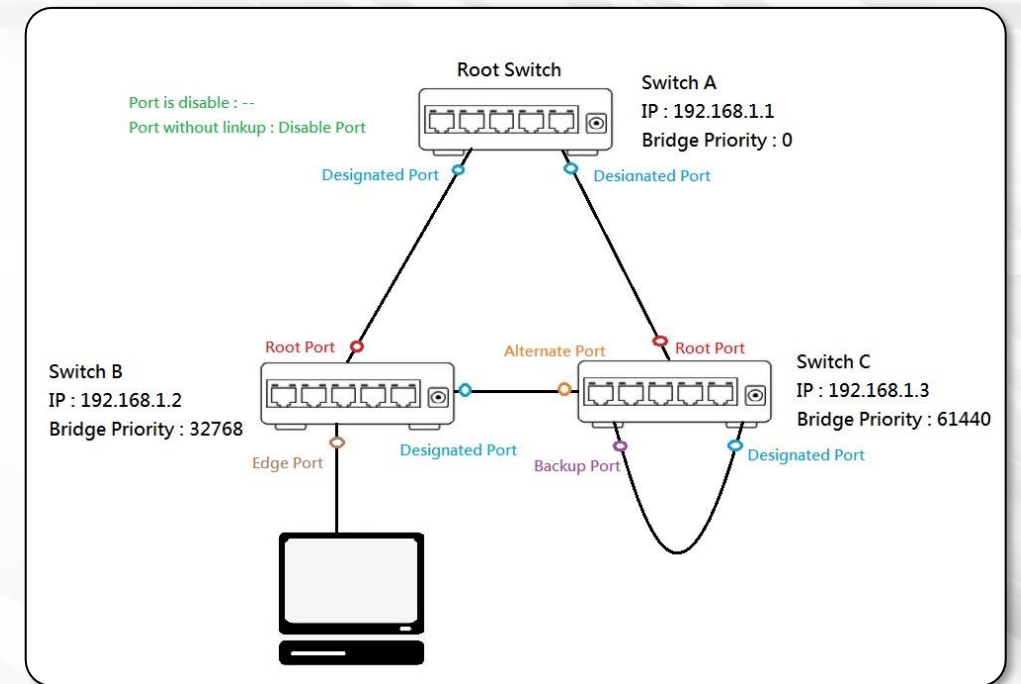 Root Switch
Switch A
IP : 192.168.1.1
Bridge Priority : 0
Port is disable : --
Port without linkup : Disable Port
Designated Port
Designated Port
Root Port
Alternate Port
Root Port
Switch B
IP : 192.168.1.2
Bridge Priority : 32768
Switch C
IP : 192.168.1.3
Bridge Priority : 61440
Edge Port
Designated Port
Backup Port
Designated Port